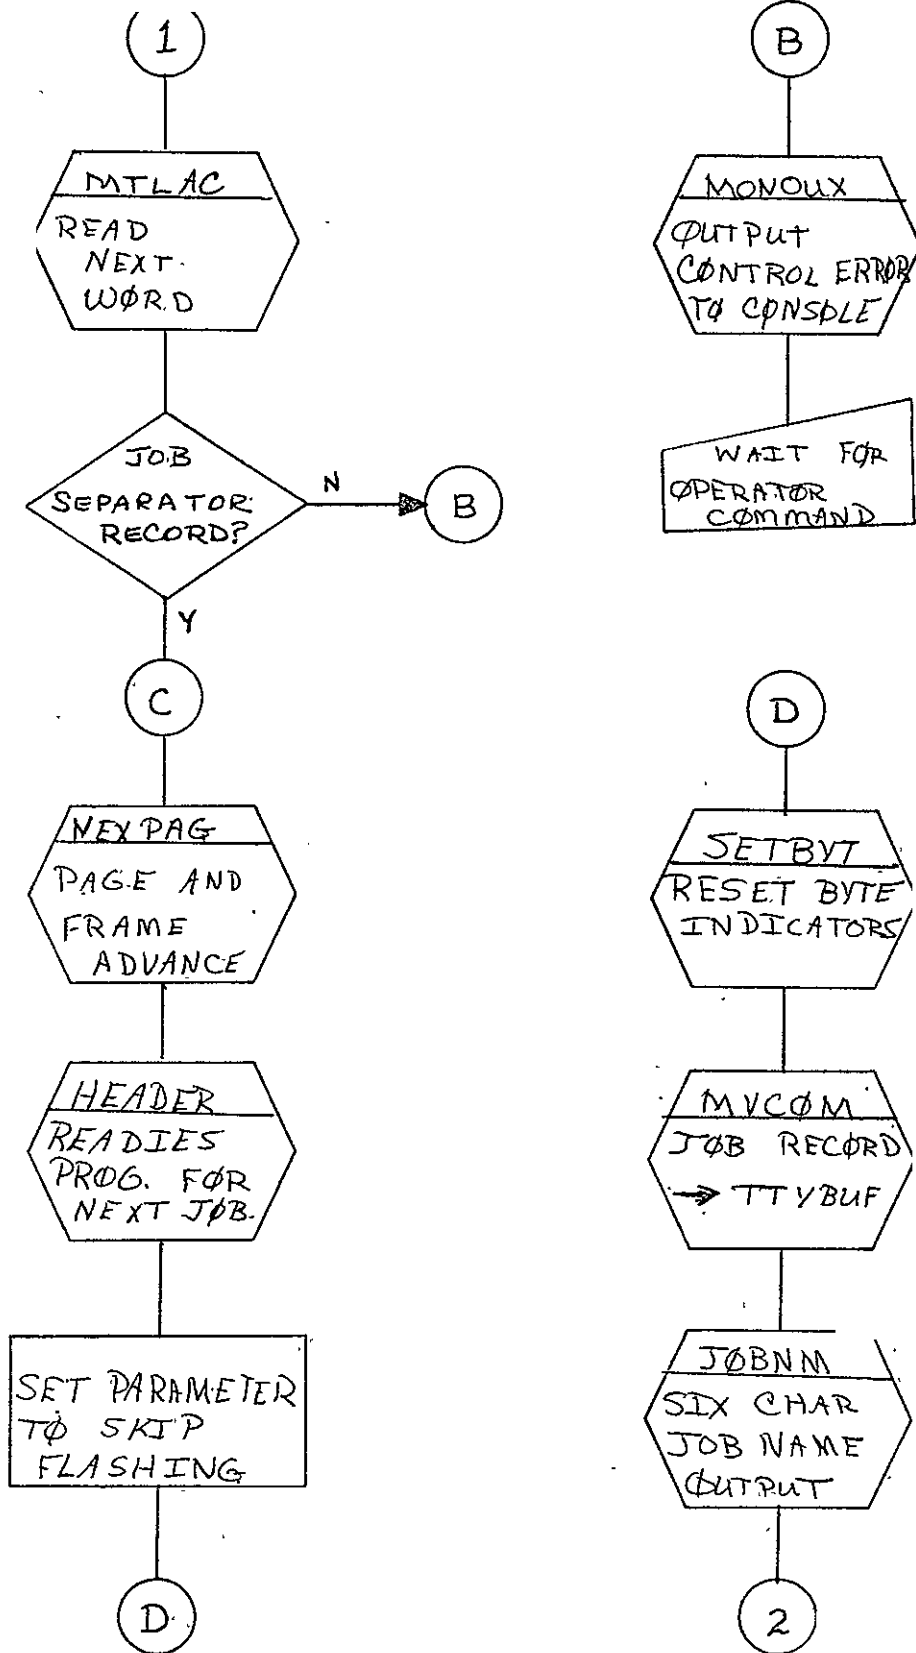 1
MTLAC
READ
NEXT
WØRD
JOB
SEPARATOR
RECORD?
N
B
Y
C
NEXPAG
PAGE AND
FRAME
ADVANCE
HEADER
READIES
PRØG. FØR
NEXT JØB.
SET PARAMETER
TØ SKIP
FLASHING
D
B
MONOUX
ØUTPUT
CØNTROL ERRØR
TØ CØNSØLE
WAIT FØR
ØPERATØR
CØMMAND
D
SETBYT
RESET BYTE
INDICATORS
MVCØM
JØB RECØRD
→ TTYBUF
JØBNM
SIX CHAR
JOB NAME
ØUTPUT
2